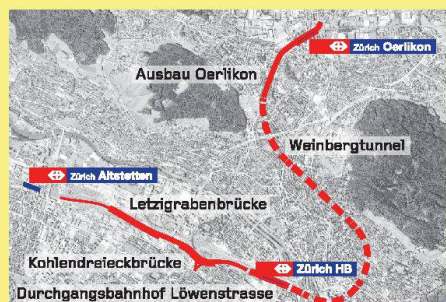 Zürich Oerlikon
Ausbau Oerlikon
Weinbergtunnel
Zürich Altstetten
Letzigrabenbrücke
Kohlendreieckbrücke
Zürich HB
Durchgangsbahnhof Löwenstrasse